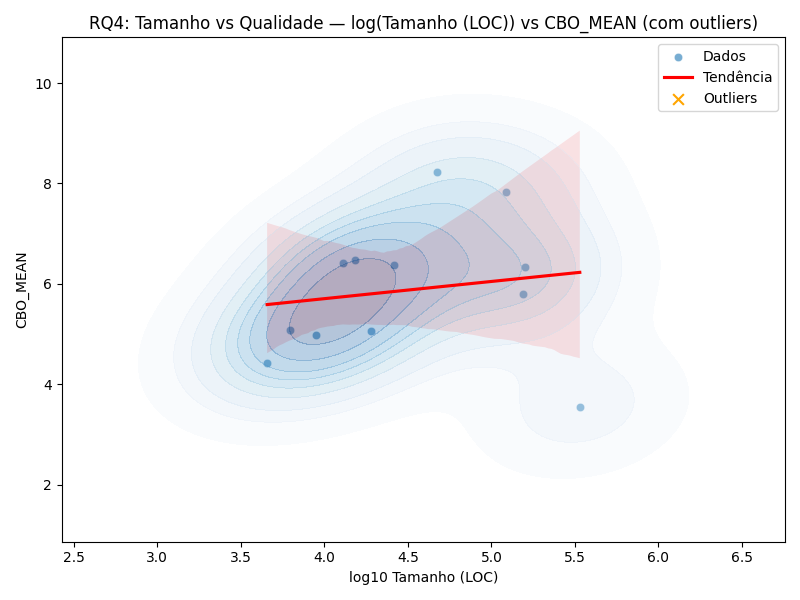 RQ4: Tamanho vs Qualidade — log(Tamanho (LOC)) vs CBO_MEAN (com outliers)
Dados
Tendência
Outliers
10
8
6
4
2
CBO_MEAN
2.5 3.0 3.5 4.0 4.5 5.0 5.5 6.0 6.5
log10 Tamanho (LOC)